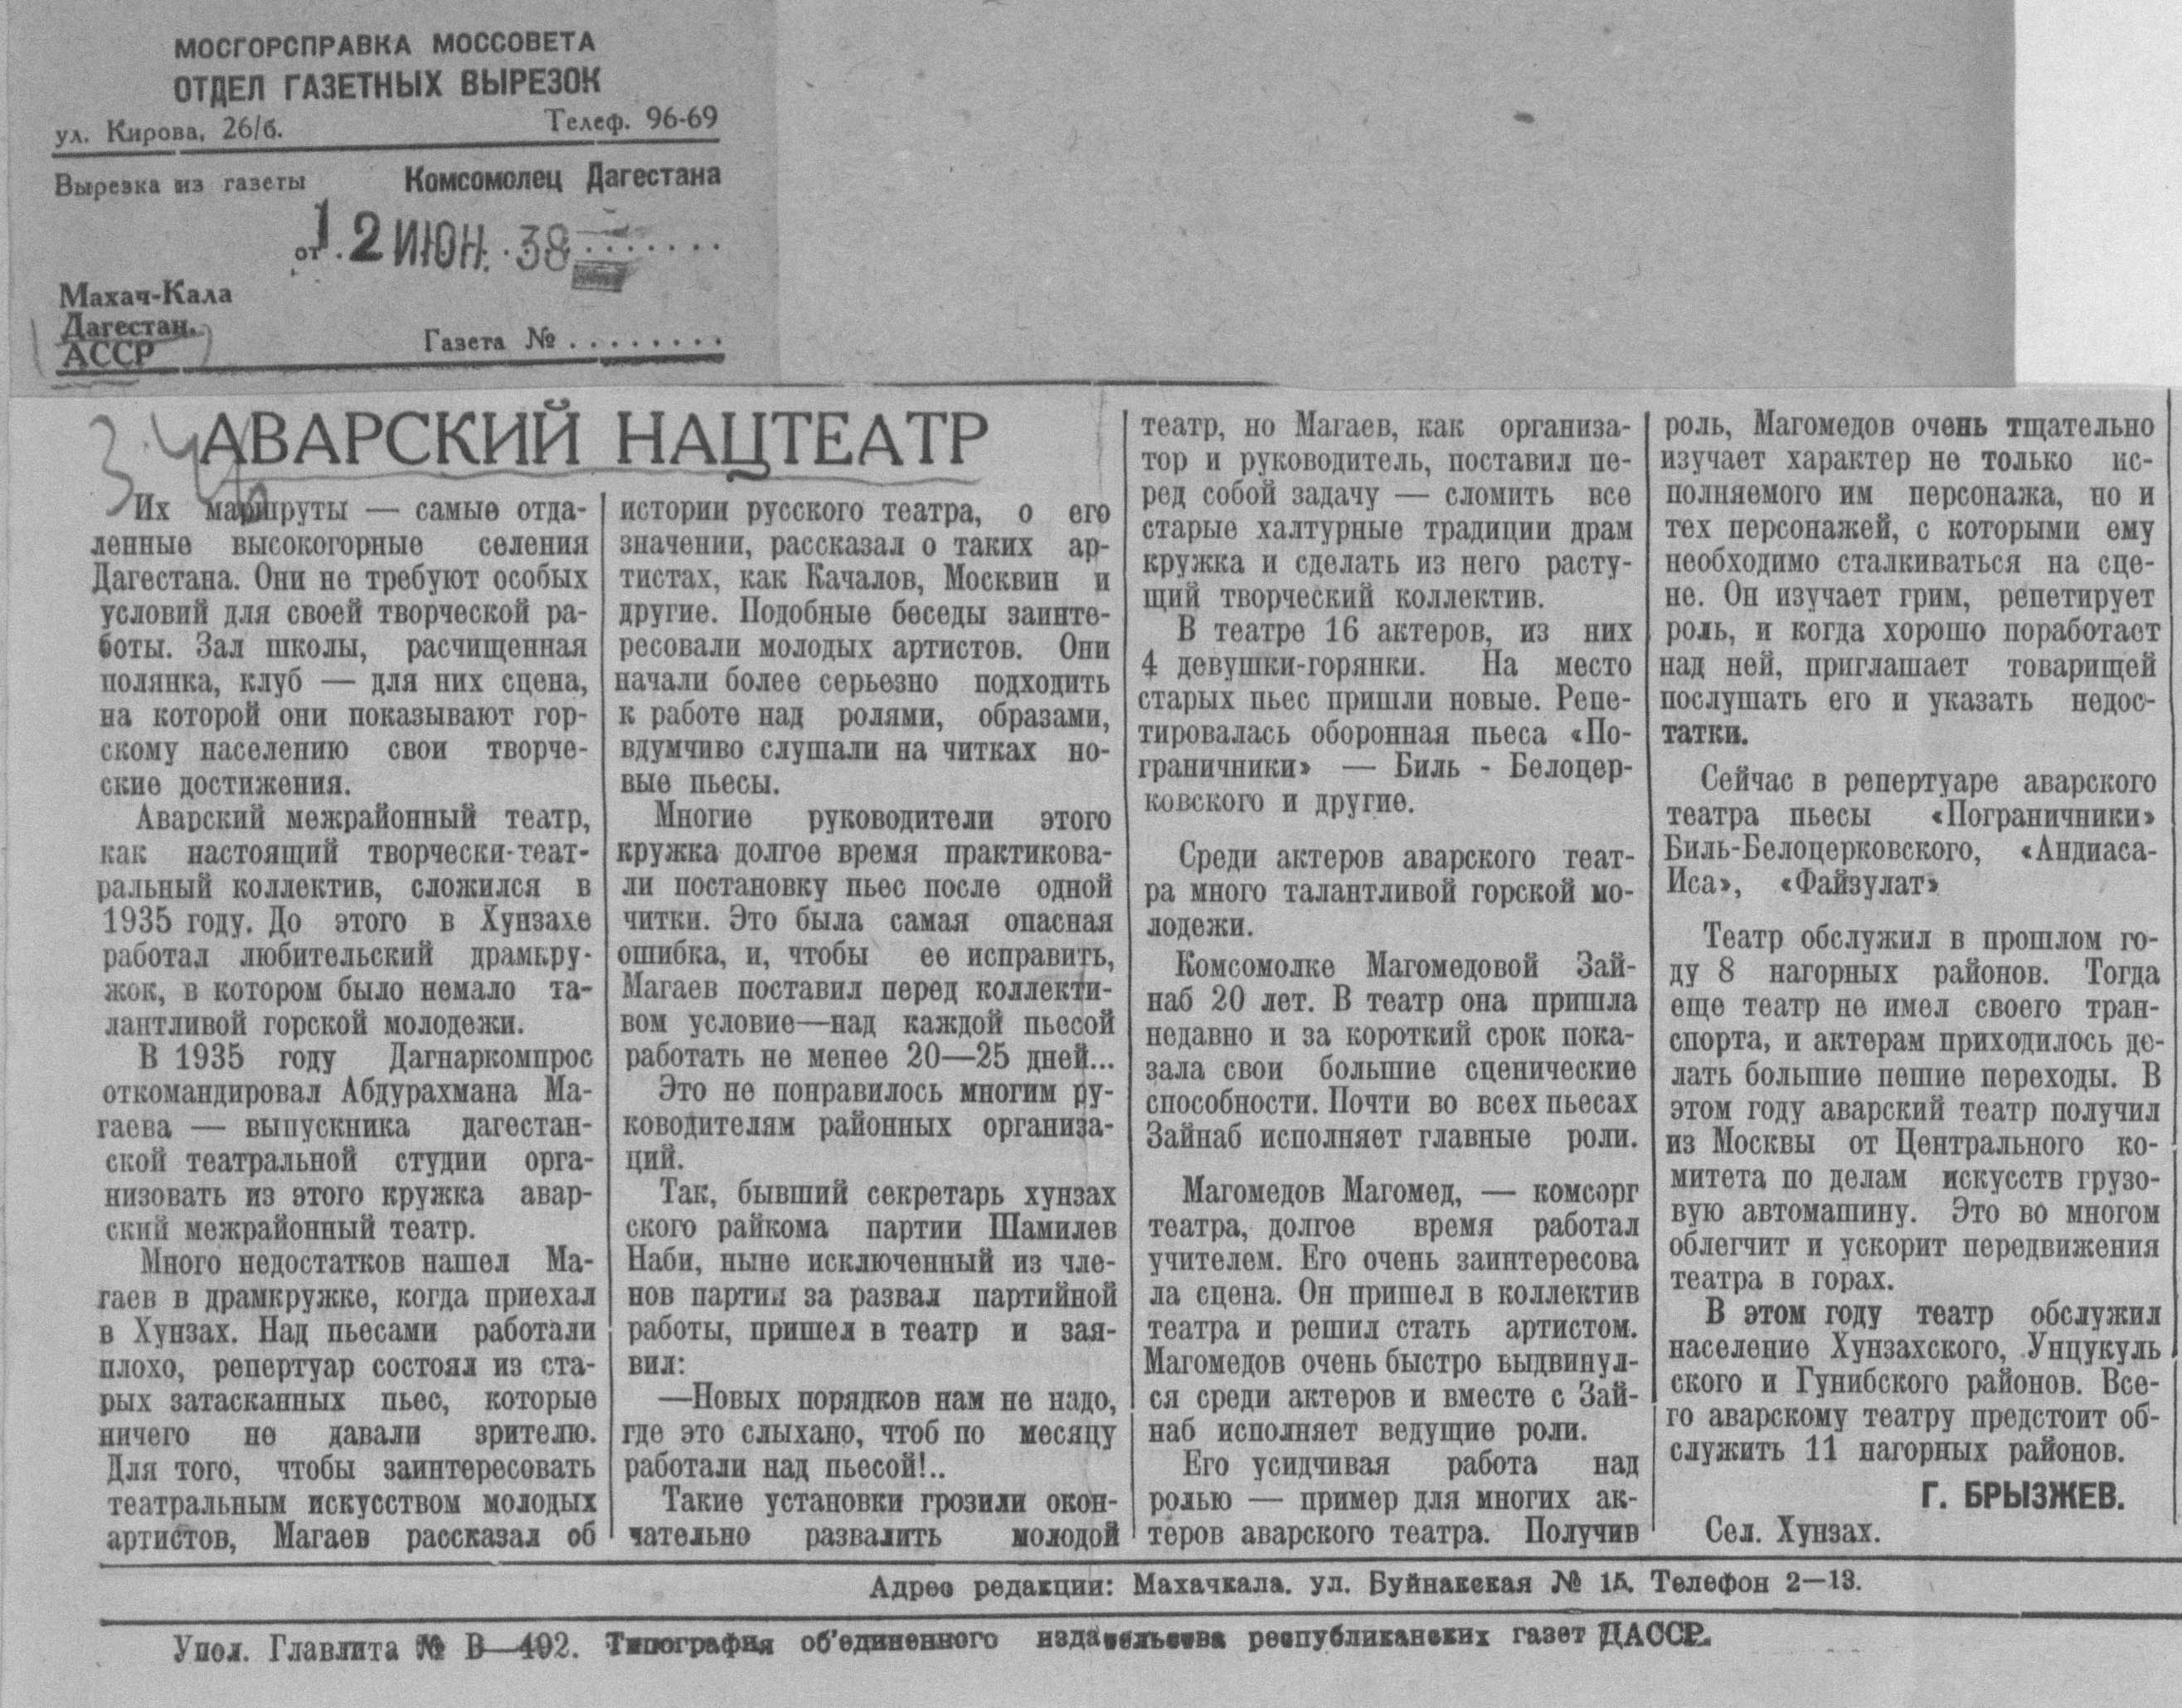 МОСГОРСПРАВКА МОССОВЕТА
ОТДЕЛ ГАЗЕТНЫХ ВЫРЕЗОК
ул. Кирова, 26/б. Телеф. 96-69
Вырезка из газеты Комсомолец Дагестана
от 12 ИЮН. 38
Махач-Кала
Дагестан.
АССР
Газета № . . . . . . . .
АВАРСКИЙ НАЦТЕАТР
Их маршруты — самые отда-
ленные высокогорные селения
Дагестана. Они не требуют особых
условий для своей творческой ра-
боты. Зал школы, расчищенная
полянка, клуб — для них сцена,
на которой они показывают гор-
скому населению свои творче-
ские достижения.
Аварский межрайонный театр,
как настоящий творчески-теат-
ральный коллектив, сложился в
1935 году. До этого в Хунзахе
работал любительский драмкру-
жок, в котором было немало та-
лантливой горской молодежи.
В 1935 году Дагнаркомпрос
откомандировал Абдурахмана Ма-
гаева — выпускника дагестан-
ской театральной студии орга-
низовать из этого кружка авар-
ский межрайонный театр.
Много недостатков нашел Ма-
гаев в драмкружке, когда приехал
в Хунзах. Над пьесами работали
плохо, репертуар состоял из ста-
рых затасканных пьес, которые
ничего не давали зрителю.
Для того, чтобы заинтересовать
театральным искусством молодых
артистов, Магаев рассказал об
истории русского театра, о его
значении, рассказал о таких ар-
тистах, как Качалов, Москвин и
другие. Подобные беседы заинте-
ресовали молодых артистов. Они
начали более серьезно подходить
к работе над ролями, образами,
вдумчиво слушали на читках но-
вые пьесы.
Многие руководители этого
кружка долгое время практикова-
ли постановку пьес после одной
читки. Это была самая опасная
ошибка, и, чтобы ее исправить,
Магаев поставил перед коллекти-
вом условие—над каждой пьесой
работать не менее 20—25 дней...
Это не понравилось многим ру-
ководителям районных организа-
ций.
Так, бывший секретарь хунзах
ского райкома партии Шамилев
Наби, ныне исключенный из чле-
нов партии за развал партийной
работы, пришел в театр и зая-
вил:
—Новых порядков нам не надо,
где это слыхано, чтоб по месяцу
работали над пьесой!..
Такие установки грозили окон-
чательно развалить молодой
театр, но Магаев, как организа-
тор и руководитель, поставил пе-
ред собой задачу — сломить все
старые халтурные традиции драм
кружка и сделать из него расту-
щий творческий коллектив.
В театре 16 актеров, из них
4 девушки-горянки. На место
старых пьес пришли новые. Репе-
тировалась оборонная пьеса «По-
граничники» — Биль - Белоцер-
ковского и другие.
Среди актеров аварского теат-
ра много талантливой горской мо-
лодежи.
Комсомолке Магомедовой Зай-
наб 20 лет. В театр она пришла
недавно и за короткий срок пока-
зала свои большие сценические
способности. Почти во всех пьесах
Зайнаб исполняет главные роли.
Магомедов Магомед, — комсорг
театра, долгое время работал
учителем. Его очень заинтересова
ла сцена. Он пришел в коллектив
театра и решил стать артистом.
Магомедов очень быстро выдвинул-
ся среди актеров и вместе с Зай-
наб исполняет ведущие роли.
Его усидчивая работа над
ролью — пример для многих ак-
теров аварского театра. Получив
роль, Магомедов очень тщательно
изучает характер не только ис-
полняемого им персонажа, но и
тех персонажей, с которыми ему
необходимо сталкиваться на сце-
не. Он изучает грим, репетирует
роль, и когда хорошо поработает
над ней, приглашает товарищей
послушать его и указать недос-
татки.
Сейчас в репертуаре аварского
театра пьесы «Пограничники»
Биль-Белоцерковского, «Андиаса-
Иса», «Файзулат»
Театр обслужил в прошлом го-
ду 8 нагорных районов. Тогда
еще театр не имел своего тран-
спорта, и актерам приходилось де-
лать большие пешие переходы. В
этом году аварский театр получил
из Москвы от Центрального ко-
митета по делам искусств грузо-
вую автомашину. Это во многом
облегчит и ускорит передвижения
театра в горах.
В этом году театр обслужил
население Хунзахского, Унцукуль
ского и Гунибского районов. Все-
го аварскому театру предстоит об-
служить 11 нагорных районов.
Г. БРЫЗЖЕВ.
Сел. Хунзах.
Адрес редакции: Махачкала. ул. Буйнакская № 15. Телефон 2—13.
Упол. Главлита № В—402. Типография об'единенного издательства республиканских газет ДАССР.